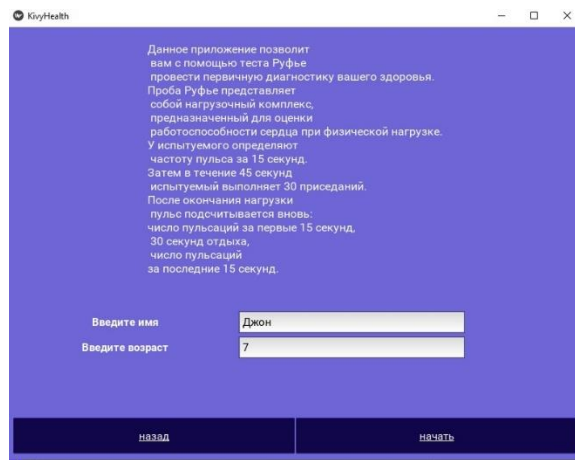 KivyHealth
Данное приложение позволит
вам с помощью теста Руфье
провести первичную диагностику вашего здоровья.
Проба Руфье представляет
собой нагрузочный комплекс,
предназначенный для оценки
работоспособности сердца при физической нагрузке.
У испытуемого определяют
частоту пульса за 15 секунд.
Затем в течение 45 секунд
испытуемый выполняет 30 приседаний.
После окончания нагрузки
пульс подсчитывается вновь:
число пульсаций за первые 15 секунд,
30 секунд отдыха,
число пульсаций
за последние 15 секунд.
Введите имя Джон
Введите возраст 7
назад начать